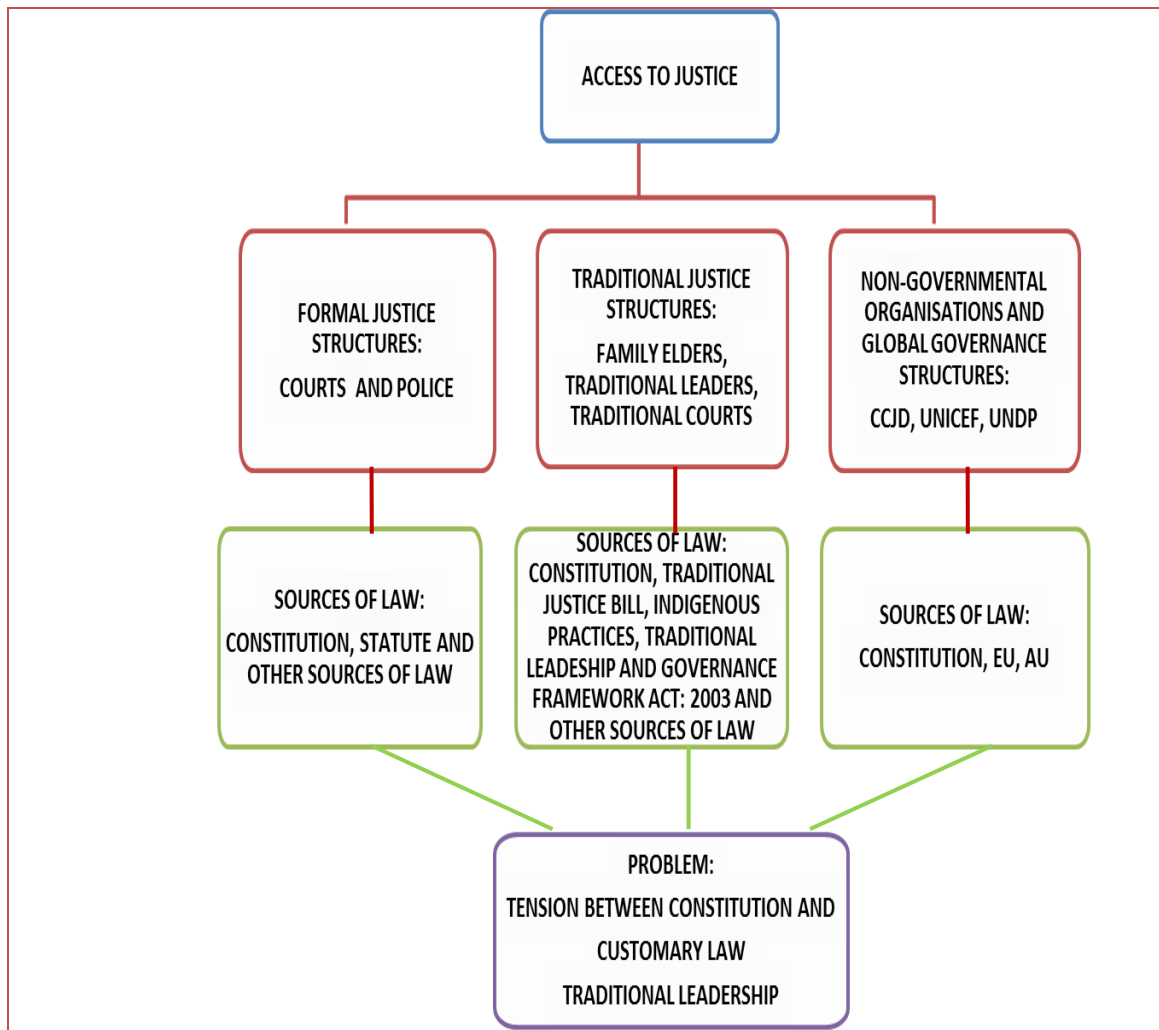 ACCESS TO JUSTICE
FORMAL JUSTICE
STRUCTURES:
COURTS AND POLICE
TRADITIONAL JUSTICE
STRUCTURES:
FAMILY ELDERS,
TRADITIONAL LEADERS,
TRADITIONAL COURTS
NON-GOVERNMENTAL
ORGANISATIONS AND
GLOBAL GOVERNANCE
STRUCTURES:
CCJD, UNICEF, UNDP
SOURCES OF LAW:
CONSTITUTION, STATUTE AND
OTHER SOURCES OF LAW
SOURCES OF LAW:
CONSTITUTION, TRADITIONAL
JUSTICE BILL, INDIGENOUS
PRACTICES, TRADITIONAL
LEADESHIP AND GOVERNANCE
FRAMEWORK ACT: 2003 AND
OTHER SOURCES OF LAW
SOURCES OF LAW:
CONSTITUTION, EU, AU
PROBLEM:
TENSION BETWEEN CONSTITUTION AND
CUSTOMARY LAW
TRADITIONAL LEADERSHIP